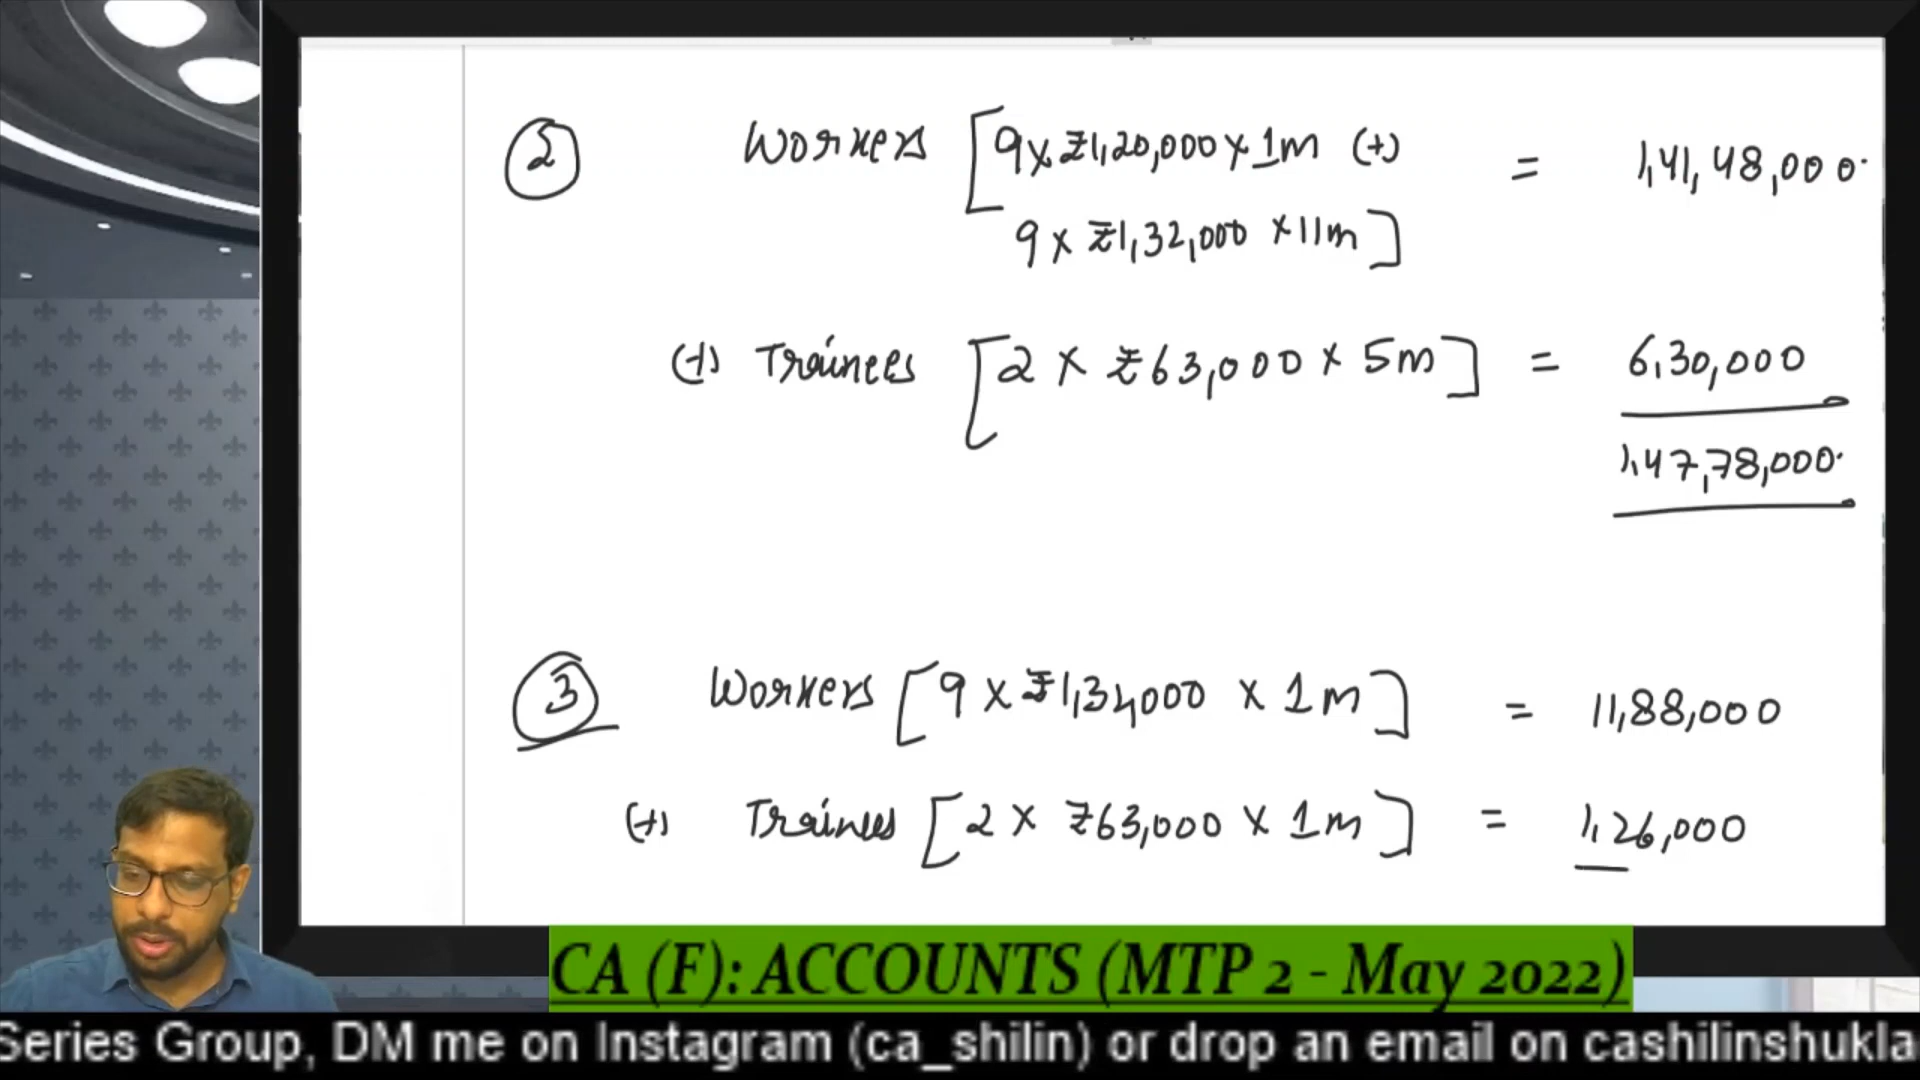 2 Workers [9 x ₹1,20,000 x 1m (+) = 1,41,48,000
9 x ₹1,32,000 x 11m]
(+) Trainees [2 x ₹63,000 x 5m] = 6,30,000
1,47,78,000
3 Workers [9 x ₹1,32,000 x 1m] = 11,88,000
(+) Trainees [2 x ₹63,000 x 1m] = 1,26,000
CA (F): ACCOUNTS (MTP 2 - May 2022)
Series Group, DM me on Instagram (ca_shilin) or drop an email on cashilinshukla